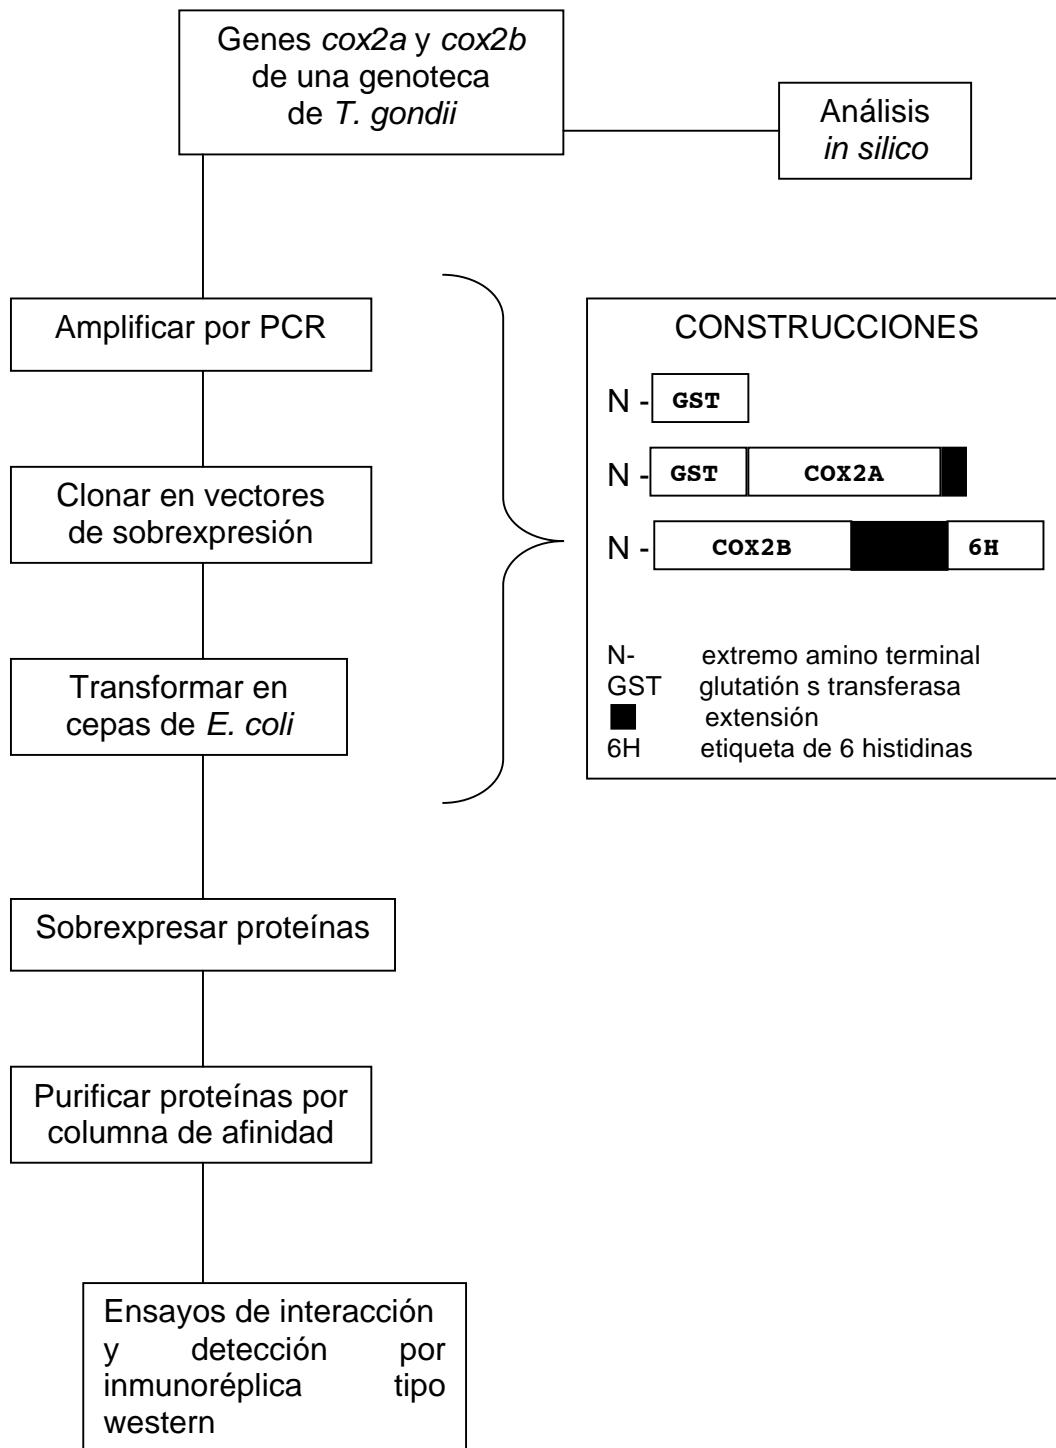 Genes cox2a y cox2b
de una genoteca
de T. gondii
Análisis
in silico
Amplificar por PCR
Clonar en vectores
de sobrexpresión
Transformar en
cepas de E. coli
CONSTRUCCIONES
N - GST
N - GST COX2A
N - COX2B 6H
N- extremo amino terminal
GST glutatión s transferasa
extensión
6H etiqueta de 6 histidinas
Sobrexpresar proteínas
Purificar proteínas por
columna de afinidad
Ensayos de interacción
y detección por
inmunoréplica tipo
western